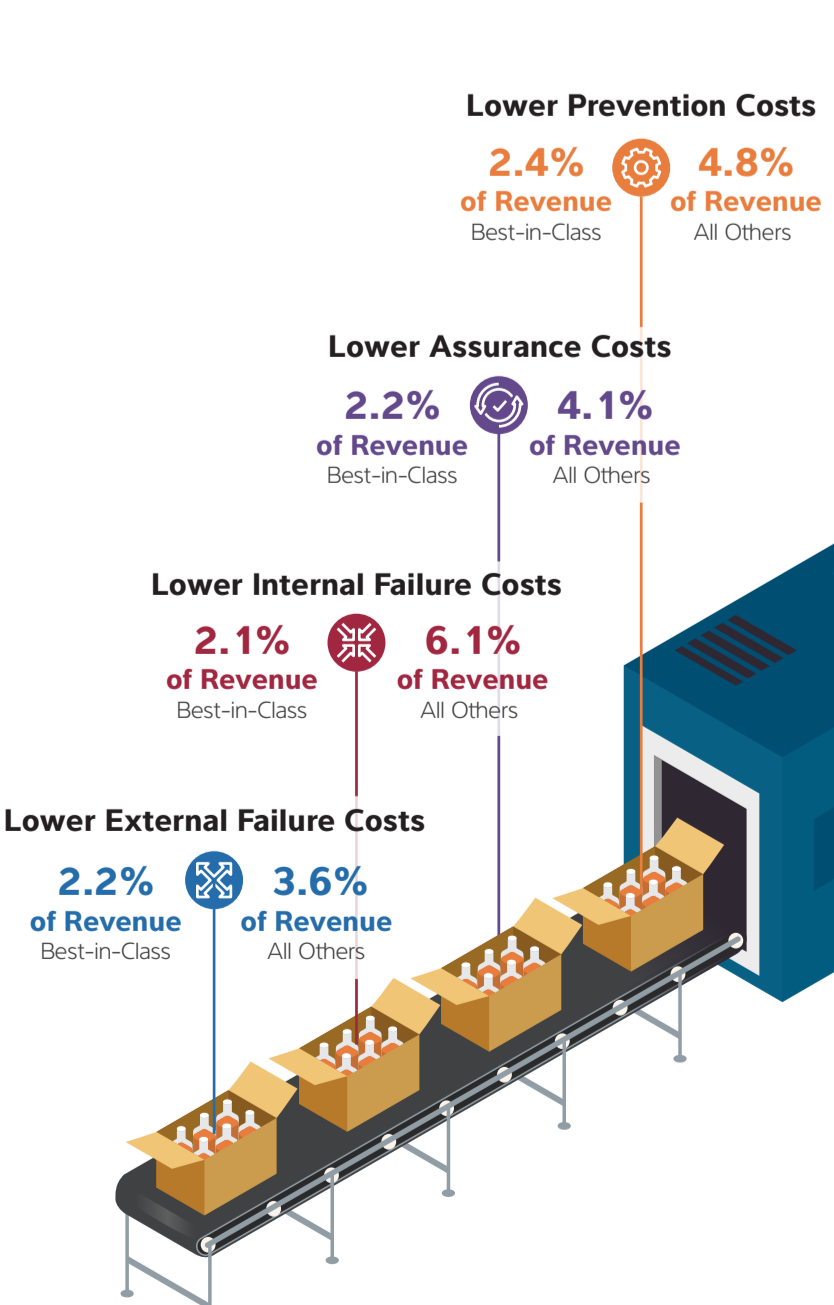 Lower Prevention Costs
2.4% 4.8%
of Revenue of Revenue
Best-in-Class All Others
Lower Assurance Costs
2.2% 4.1%
of Revenue of Revenue
Best-in-Class All Others
Lower Internal Failure Costs
2.1% 6.1%
of Revenue of Revenue
Best-in-Class All Others
Lower External Failure Costs
2.2% 3.6%
of Revenue of Revenue
Best-in-Class All Others